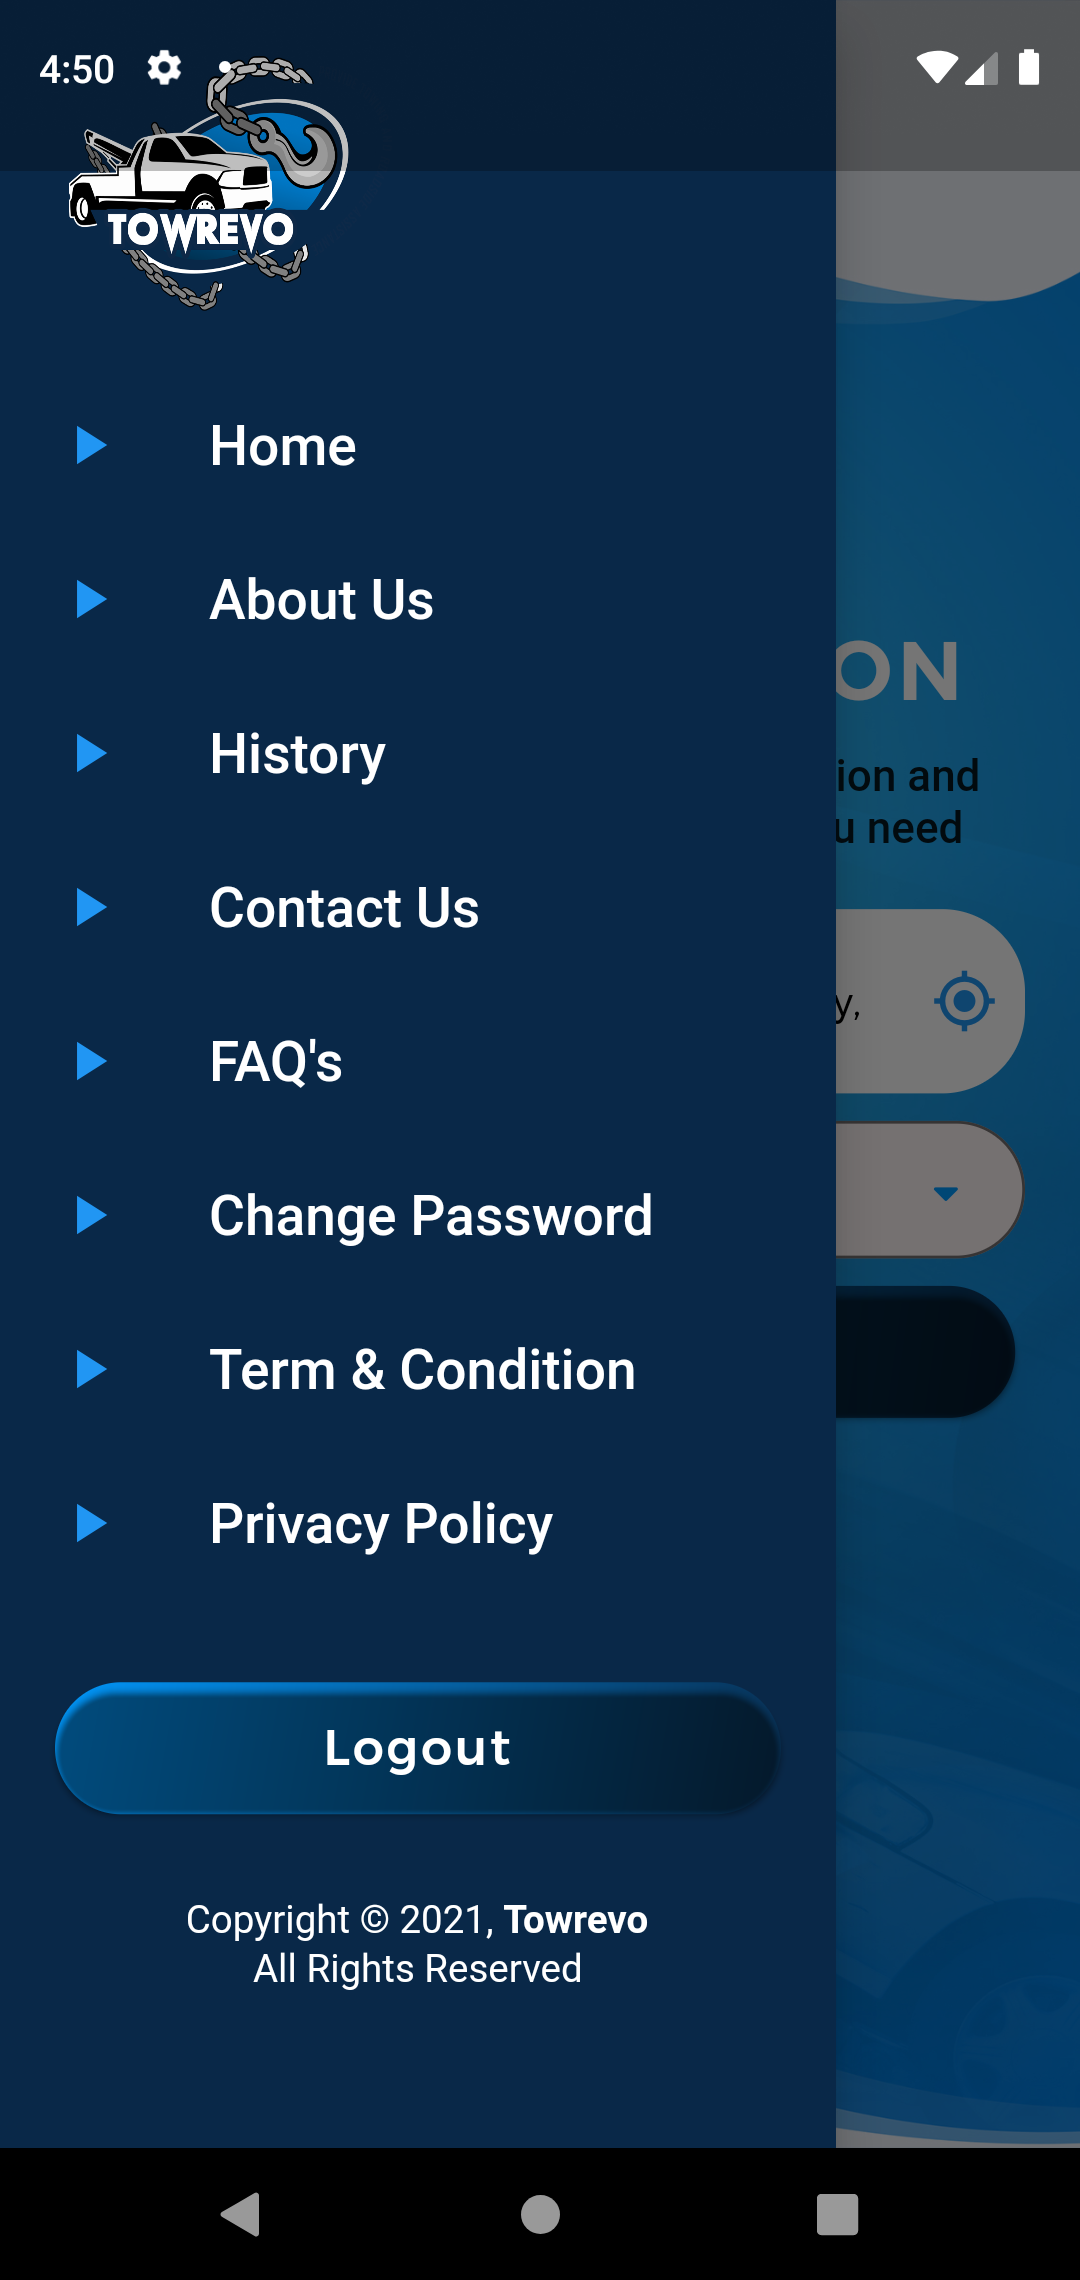 4:50
TOWREVO
Home
About Us
History
Contact Us
FAQ's
Change Password
Term & Condition
Privacy Policy
Logout
Copyright © 2021, Towrevo
All Rights Reserved
ON
ion and
u need
y,